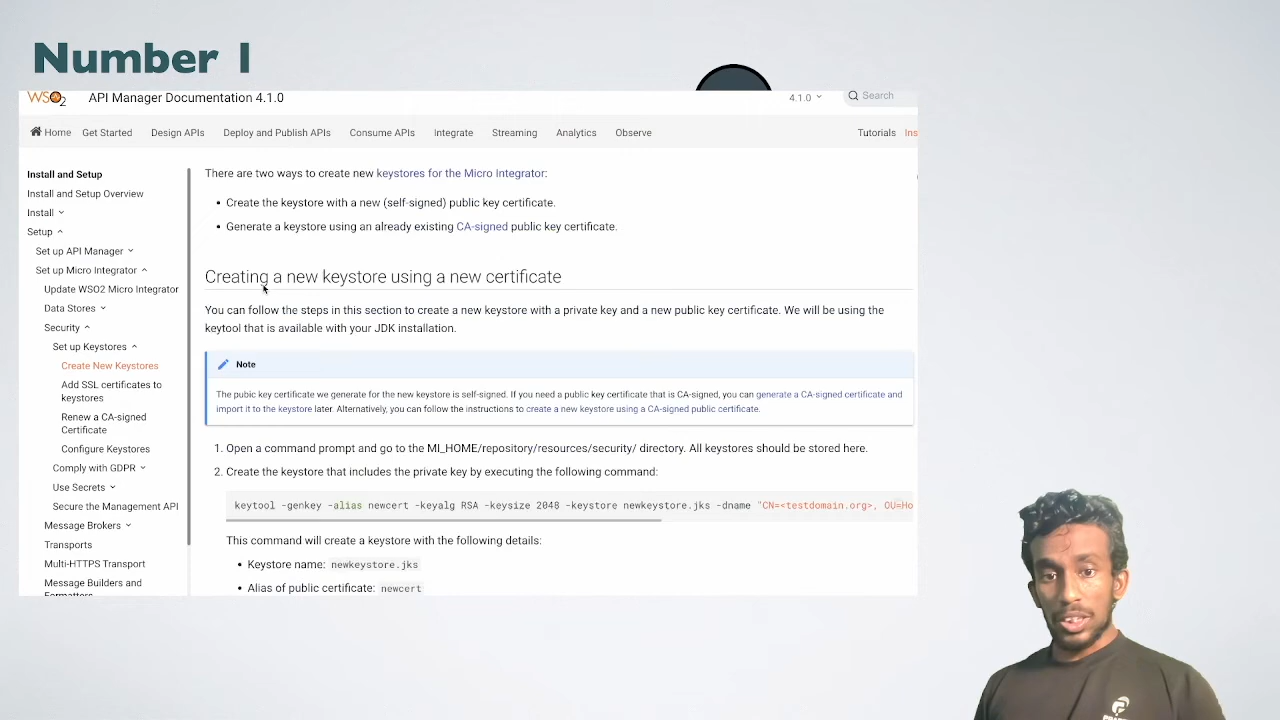 Number 1
WSO2 API Manager Documentation 4.1.0 4.1.0 Search
Home Get Started Design APIs Deploy and Publish APIs Consume APIs Integrate Streaming Analytics Observe Tutorials Ins
Install and Setup
Install and Setup Overview
Install
Setup
Set up API Manager
Set up Micro Integrator
Update WSO2 Micro Integrator
Data Stores
Security
Set up Keystores
Create New Keystores
Add SSL certificates to
keystores
Renew a CA-signed
Certificate
Configure Keystores
Comply with GDPR
Use Secrets
Secure the Management API
Message Brokers
Transports
Multi-HTTPS Transport
Message Builders and
Formatters
There are two ways to create new keystores for the Micro Integrator:
Create the keystore with a new (self-signed) public key certificate.
Generate a keystore using an already existing CA-signed public key certificate.
Creating a new keystore using a new certificate
You can follow the steps in this section to create a new keystore with a private key and a new public key certificate. We will be using the
keytool that is available with your JDK installation.
Note
The pubic key certificate we generate for the new keystore is self-signed. If you need a public key certificate that is CA-signed, you can generate a CA-signed certificate and
import it to the keystore later. Alternatively, you can follow the instructions to create a new keystore using a CA-signed public certificate.
1. Open a command prompt and go to the MI_HOME/repository/resources/security/ directory. All keystores should be stored here.
2. Create the keystore that includes the private key by executing the following command:
keytool -genkey -alias newcert -keyalg RSA -keysize 2048 -keystore newkeystore.jks -dname "CN=<testdomain.org>, OU=Ho
This command will create a keystore with the following details:
Keystore name: newkeystore.jks
Alias of public certificate: newcert